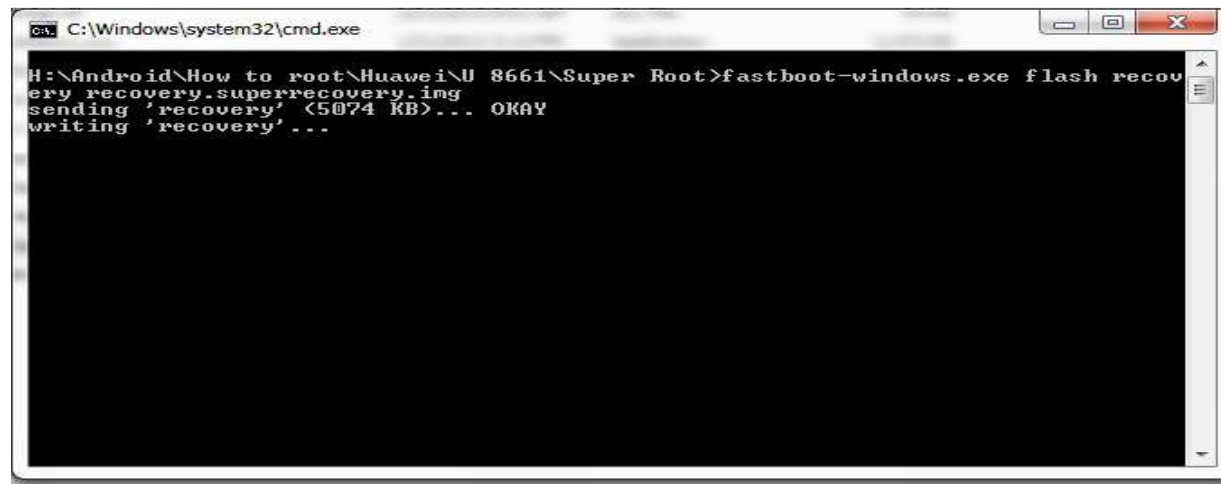 C:\Windows\system32\cmd.exe
H:\Android\How to root\Huawei\U 8661\Super Root>fastboot-windows.exe flash recov
ery recovery.superrecovery.img
sending 'recovery' (5074 KB)... OKAY
writing 'recovery'...